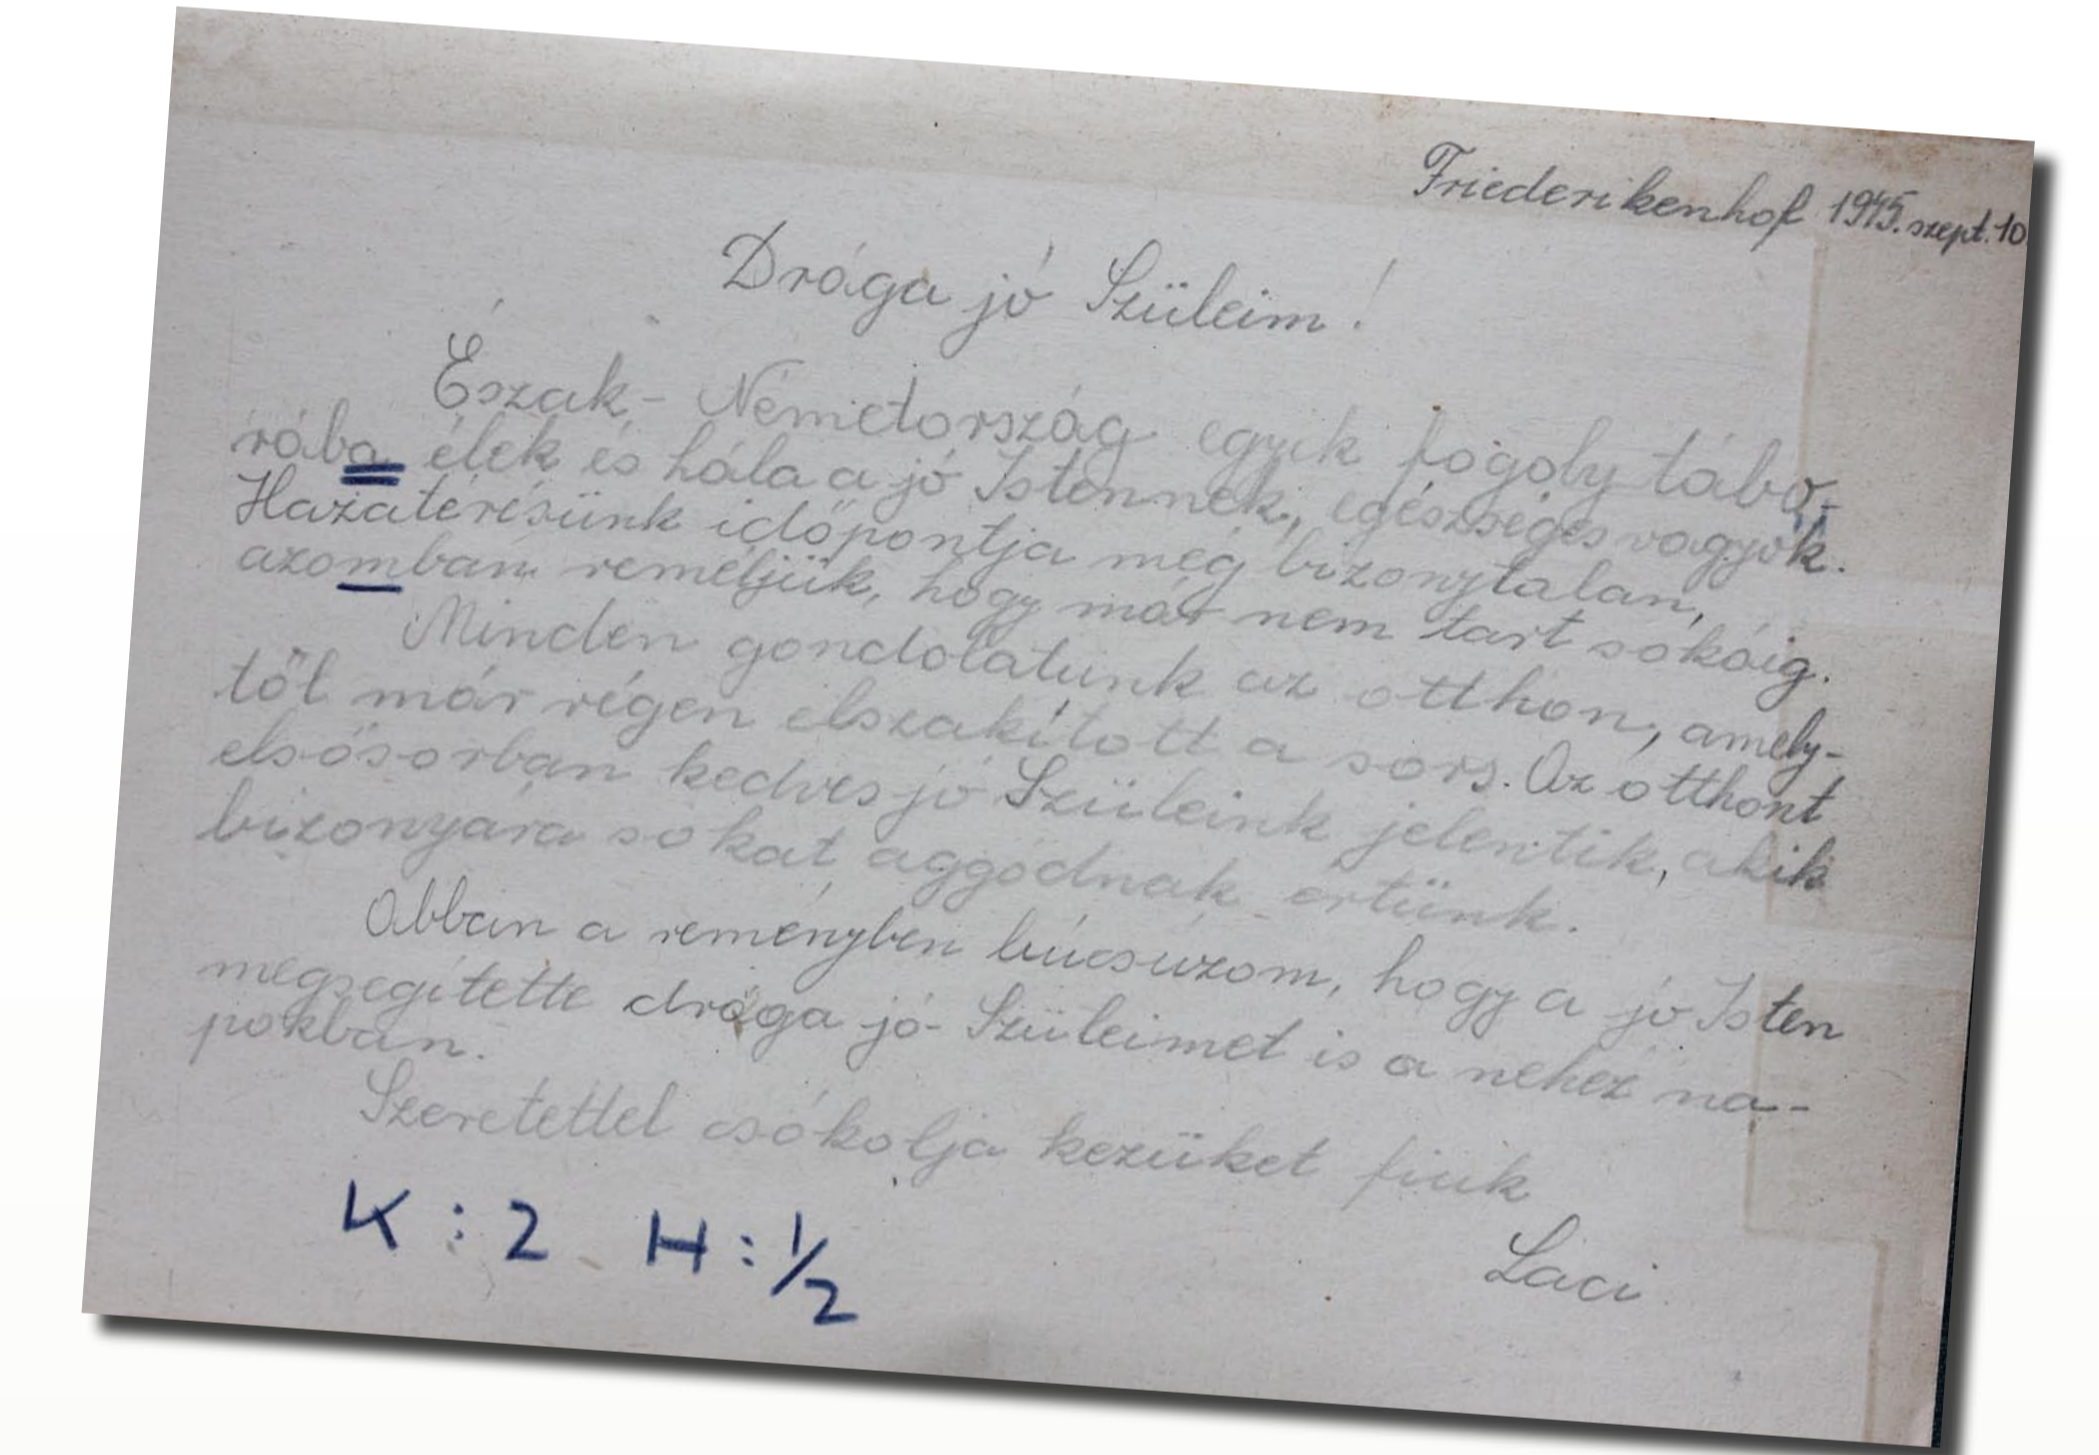 Friederikenhof 1945. szept. 10
Drága jó Szüleim!
Észak-Németország egyik fogoly tábo-
rába élek és hála a jó Istennek, egészséges vagyok.
Hazatérésünk időpontja még bizonytalan,
azomban reméljük, hogy már nem tart sokáig.
Minden gondolatunk az otthon, amely-
től már régen elszakított a sors. Az otthont
elsősorban kedves jó Szüleink jelentik, akik
bizonyára sokat aggódnak értünk.
Abban a reményben búcsúzom, hogy a jó Isten
megsegítette drága jó Szüleimet is a nehéz na-
pokban.
Szeretettel csókolja kezüket fiuk
Laci
K : 2 H : 1/2